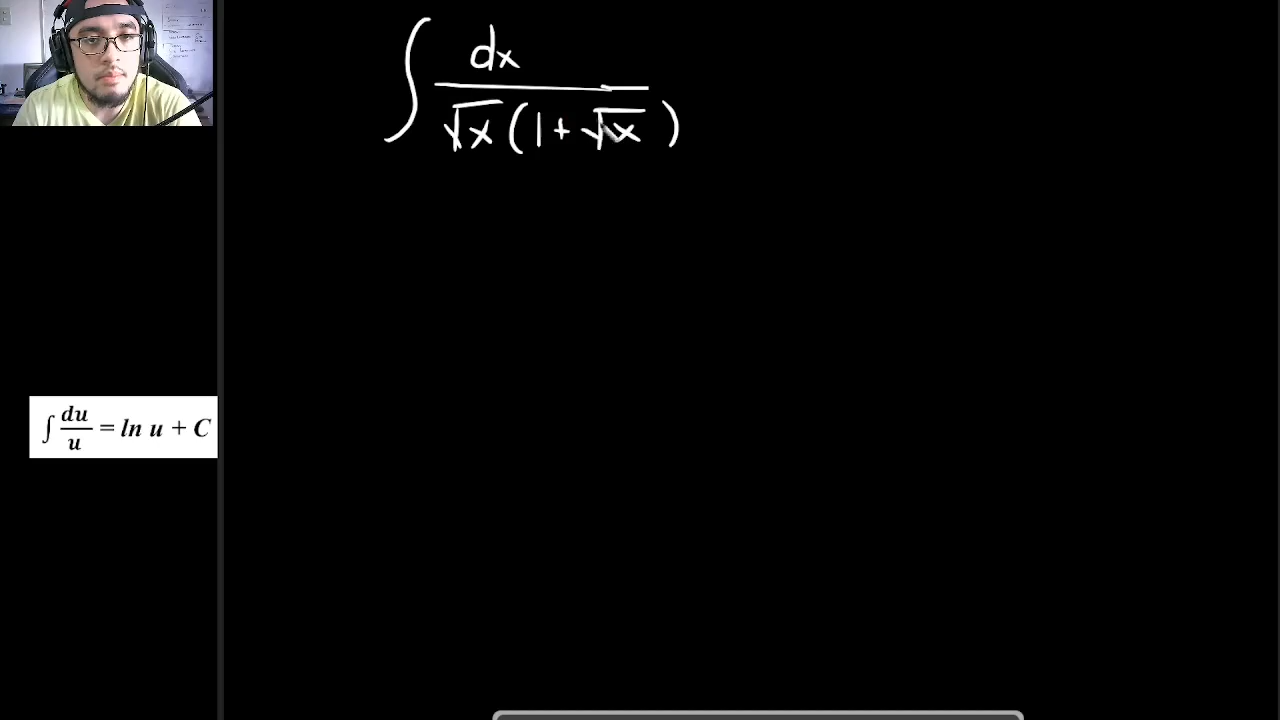 ∫ dx / √x (1 + √x)
∫ du / u = ln u + C